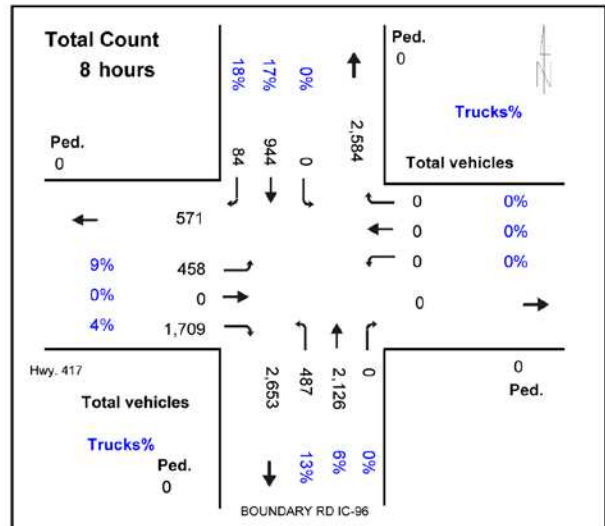 Total Count
8 hours
18% 17% 0%
Ped.
0
Trucks%
84 944 0 2,584
Ped.
0
Total vehicles
571
0 0%
0 0%
0 0%
9% 458
0% 0
4% 1,709
0
Hwy. 417
Total vehicles
Trucks%
Ped.
0
2,653 487 2,126 0
13% 6% 0%
0
Ped.
BOUNDARY RD IC-96
N